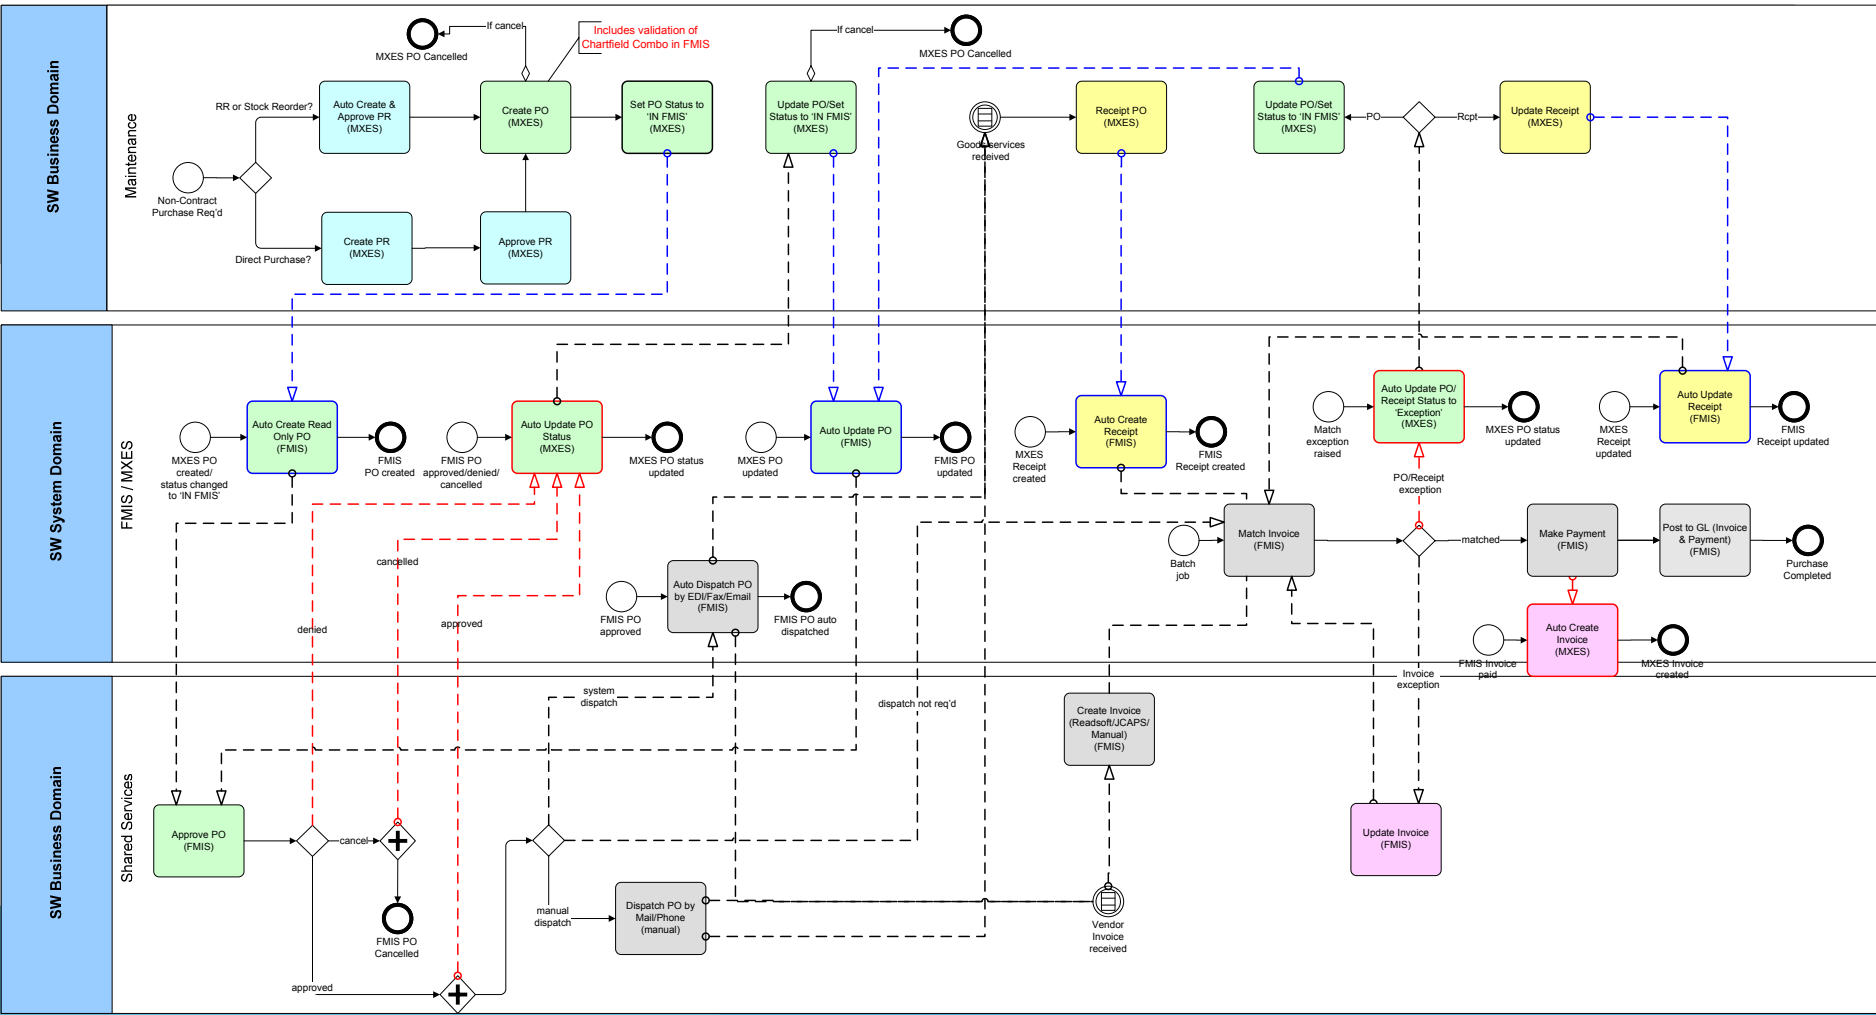 SW Business Domain
Maintenance
If cancel
MXES PO Cancelled
Includes validation of
Chartfield Combo in FMIS
If cancel
MXES PO Cancelled
RR or Stock Reorder?
Auto Create &
Approve PR
(MXES)
Create PO
(MXES)
Set PO Status to
‘IN FMIS’
(MXES)
Update PO/Set
Status to ‘IN FMIS’
(MXES)
Goods/services
received
Receipt PO
(MXES)
Update PO/Set
Status to ‘IN FMIS’
(MXES)
PO
Rcpt
Update Receipt
(MXES)
Non-Contract
Purchase Req’d
Direct Purchase?
Create PR
(MXES)
Approve PR
(MXES)
SW System Domain
FMIS / MXES
MXES PO
created/
status changed
to ‘IN FMIS’
Auto Create Read
Only PO
(FMIS)
FMIS
PO created
FMIS PO
approved/denied/
cancelled
Auto Update PO
Status
(MXES)
MXES PO status
updated
MXES PO
updated
Auto Update PO
(FMIS)
FMIS PO
updated
MXES
Receipt
created
Auto Create
Receipt
(FMIS)
FMIS
Receipt created
Match
exception
raised
Auto Update PO/
Receipt Status to
‘Exception’
(MXES)
MXES PO status
updated
MXES
Receipt
updated
Auto Update
Receipt
(FMIS)
FMIS
Receipt updated
PO/Receipt
exception
cancelled
denied
approved
FMIS PO
approved
Auto Dispatch PO
by EDI/Fax/Email
(FMIS)
FMIS PO auto
dispatched
Batch
job
Match Invoice
(FMIS)
matched
Make Payment
(FMIS)
Post to GL (Invoice
& Payment)
(FMIS)
Purchase
Completed
FMIS Invoice
paid
Auto Create
Invoice
(MXES)
MXES Invoice
created
Invoice
exception
SW Business Domain
Shared Services
system
dispatch
dispatch not req’d
Create Invoice
(Readsoft/JCAPS/
Manual)
(FMIS)
Approve PO
(FMIS)
cancel
Update Invoice
(FMIS)
FMIS PO
Cancelled
manual
dispatch
Dispatch PO by
Mail/Phone
(manual)
Vendor
Invoice
received
approved